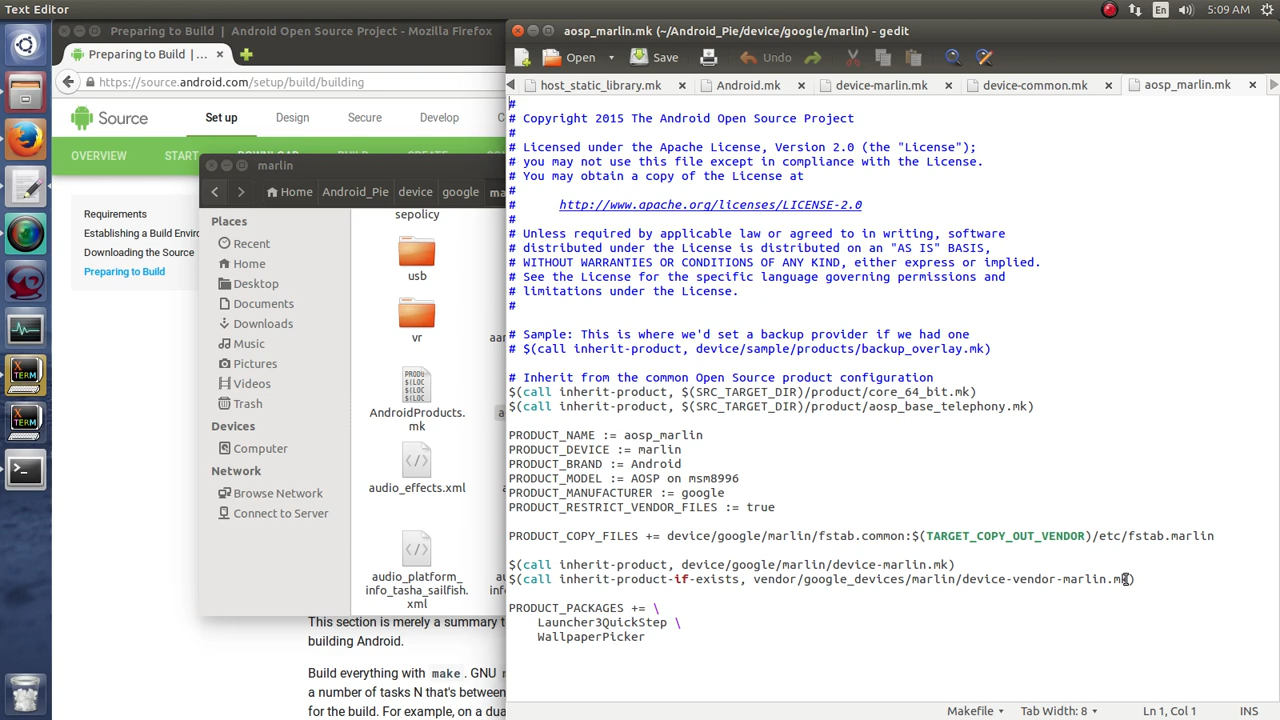 Text Editor
En
5:09 AM
Preparing to Build | Android Open Source Project - Mozilla Firefox
Preparing to Build | ...
https://source.android.com/setup/build/building
Source
Set up
Design
Secure
Develop
OVERVIEW
START
marlin
Home
Android_Pie
device
google
Requirements
Establishing a Build Enviro
Downloading the Source
Preparing to Build
Places
Recent
Home
Desktop
Documents
Downloads
Music
Pictures
Videos
Trash
Devices
Computer
Network
Browse Network
Connect to Server
sepolicy
usb
vr
PRODU
$(LOC
$(LOC
$(LOC
AndroidProducts.
mk
audio_effects.xml
audio_platform_
info_tasha_sailfish.
xml
This section is merely a summary t
building Android.
Build everything with make . GNU
a number of tasks N that's between
for the build. For example, on a dua
XTERM
XTERM
aosp_marlin.mk (~/Android_Pie/device/google/marlin) - gedit
Open
Save
Undo
host_static_library.mk
Android.mk
device-marlin.mk
device-common.mk
aosp_marlin.mk
#
# Copyright 2015 The Android Open Source Project
#
# Licensed under the Apache License, Version 2.0 (the "License");
# you may not use this file except in compliance with the License.
# You may obtain a copy of the License at
#
# http://www.apache.org/licenses/LICENSE-2.0
#
# Unless required by applicable law or agreed to in writing, software
# distributed under the License is distributed on an "AS IS" BASIS,
# WITHOUT WARRANTIES OR CONDITIONS OF ANY KIND, either express or implied.
# See the License for the specific language governing permissions and
# limitations under the License.
#
# Sample: This is where we'd set a backup provider if we had one
# $(call inherit-product, device/sample/products/backup_overlay.mk)
# Inherit from the common Open Source product configuration
$(call inherit-product, $(SRC_TARGET_DIR)/product/core_64_bit.mk)
$(call inherit-product, $(SRC_TARGET_DIR)/product/aosp_base_telephony.mk)
PRODUCT_NAME := aosp_marlin
PRODUCT_DEVICE := marlin
PRODUCT_BRAND := Android
PRODUCT_MODEL := AOSP on msm8996
PRODUCT_MANUFACTURER := google
PRODUCT_RESTRICT_VENDOR_FILES := true
PRODUCT_COPY_FILES += device/google/marlin/fstab.common:$(TARGET_COPY_OUT_VENDOR)/etc/fstab.marlin
$(call inherit-product, device/google/marlin/device-marlin.mk)
$(call inherit-product-if-exists, vendor/google_devices/marlin/device-vendor-marlin.mk)
PRODUCT_PACKAGES += \
Launcher3QuickStep \
WallpaperPicker
Makefile
Tab Width: 8
Ln 1, Col 1
INS